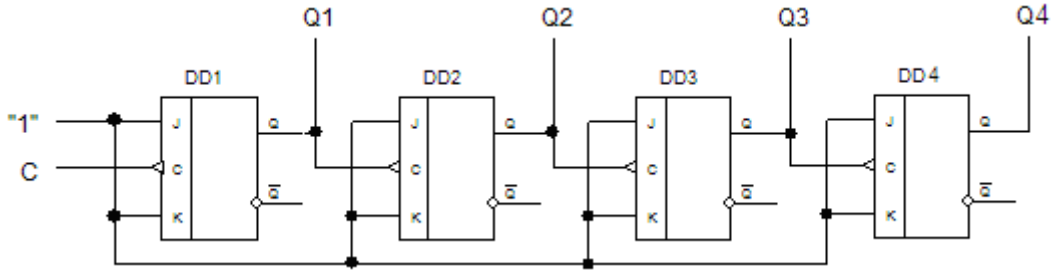 Q1 Q2 Q3 Q4
DD1 DD2 DD3 DD4
"1" J Q J Q J Q J Q
C C C C C
K Q̅ K Q̅ K Q̅ K Q̅